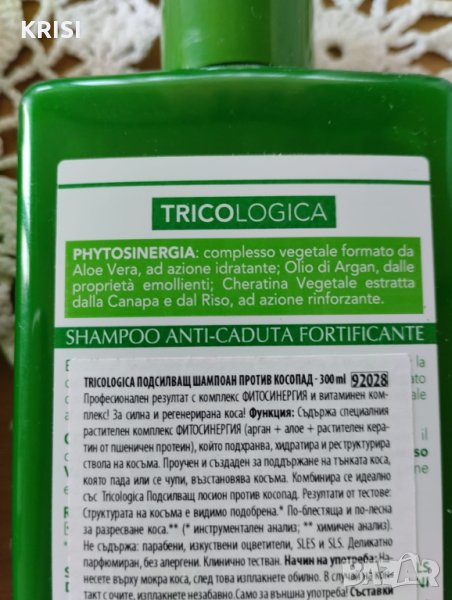 KRISI
TRICOLOGICA
PHYTOSINERGIA: complesso vegetale formato da
Aloe Vera, ad azione idratante; Olio di Argan, dalle
proprietà emollienti; Cheratina Vegetale estratta
dalla Canapa e dal Riso, ad azione rinforzante.
SHAMPOO ANTI-CADUTA FORTIFICANTE
TRICOLOGICA ПОДСИЛВАЩ ШАМПОАН ПРОТИВ КОСОПАД - 300 ml 92028
Професионален резултат с комплекс ФИТОСИНЕРГИЯ и витаминен ком-
плекс! За силна и регенерирана коса! Функция: Съдържа специалния
растителен комплекс ФИТОСИНЕРГИЯ (арган + алое + растителен кера-
тин от пшеничен протеин), който подхранва, хидратира и реструктурира
ствола на косъма. Проучен и създаден за поддържане на тънката коса,
която пада или се чупи, възстановява косъма. Комбинира се идеално
със Tricologica Подсилващ лосион против косопад. Резултати от тестове:
Структурата на косъма е видимо подобрена.* По-блестяща и по-лесна
за разресване коса.** (* инструментален анализ; ** химичен анализ).
Не съдържа: парабени, изкуствени оцветители, SLES и SLS. Деликатно
парфюмиран, без алергени. Клинично тестван. Начин на употреба: На-
несете върху мокра коса, след това изплакнете обилно. В случай на кон-
такт с очите, изплакнете незабавно. Само за външна употреба! Съставки